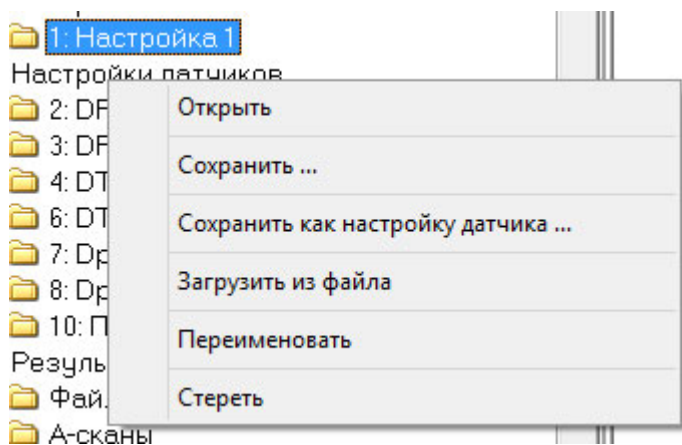 1: Настройка 1
Настройки датчиков
2: DF
3: DF
4: DT
6: DT
7: Dp
8: Dp
10: П
Резуль
Фай.
А-сканы
Открыть
Сохранить ...
Сохранить как настройку датчика ...
Загрузить из файла
Переименовать
Стереть